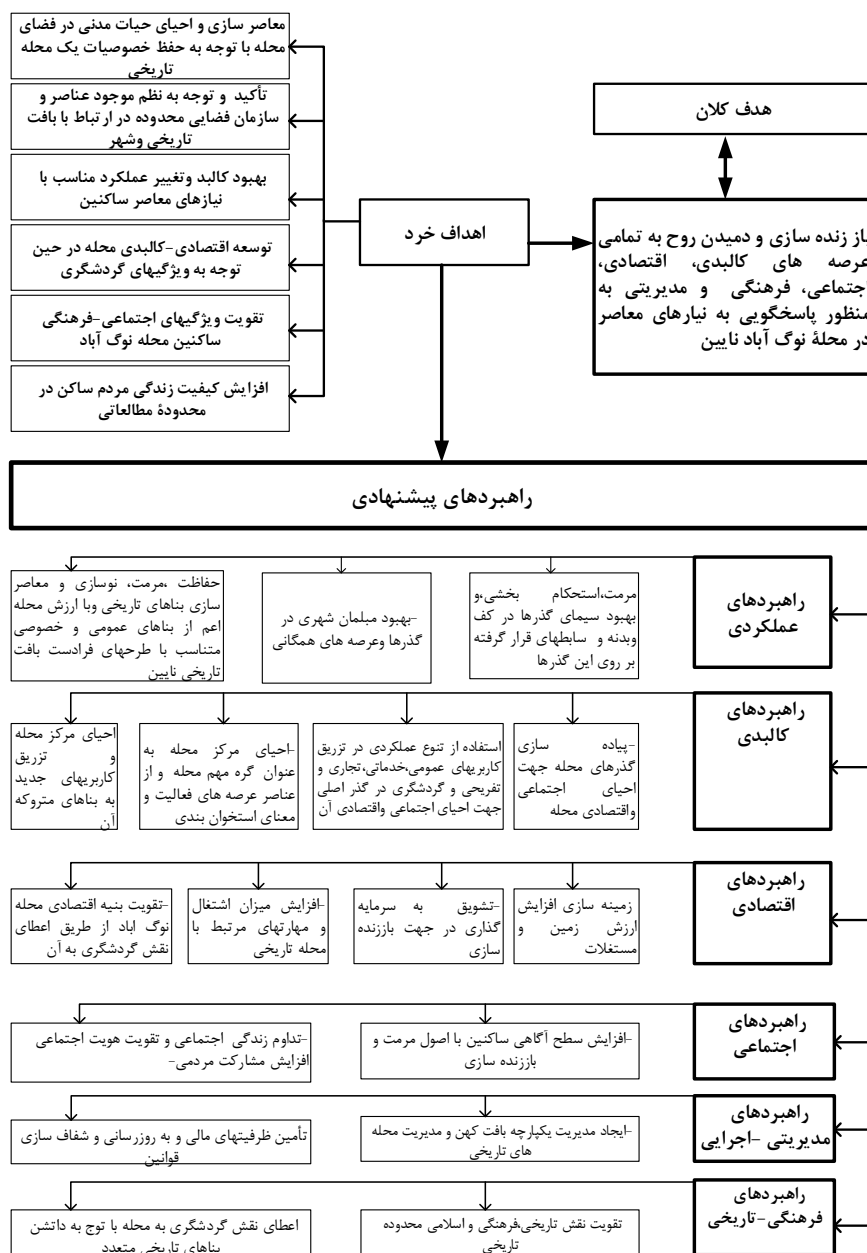 هدف کلان
باز زنده سازی و دمیدن روح به تمامی
عرصه های کالبدی، اقتصادی،
اجتماعی، فرهنگی و مدیریتی به
منظور پاسخگویی به نیازهای معاصر
در محلهٔ نوگ آباد نایین
اهداف خرد
معاصر سازی و احیای حیات مدنی در فضای
محله با توجه به حفظ خصوصیات یک محله
تاریخی
تأکید و توجه به نظم موجود عناصر و
سازمان فضایی محدوده در ارتباط با بافت
تاریخی وشهر
بهبود کالبد وتغییر عملکرد مناسب با
نیازهای معاصر ساکنین
توسعه اقتصادی-کالبدی محله در حین
توجه به ویژگیهای گردشگری
تقویت ویژگیهای اجتماعی-فرهنگی
ساکنین محله نوگ آباد
افزایش کیفیت زندگی مردم ساکن در
محدودهٔ مطالعاتی
راهبردهای پیشنهادی
راهبردهای
عملکردی
مرمت،استحکام بخشی،و
بهبود سیمای گذرها در کف
وبدنه و سابطهای قرار گرفته
بر روی این گذرها
-بهبود مبلمان شهری در
گذرها وعرصه های همگانی
حفاظت ،مرمت، نوسازی و معاصر
سازی بناهای تاریخی وبا ارزش محله
اعم از بناهای عمومی و خصوصی
متناسب با طرحهای فرادست بافت
تاریخی نایین
راهبردهای
کالبدی
-پیاده سازی
گذرهای محله جهت
احیای اجتماعی
واقتصادی محله
استفاده از تنوع عملکردی در تزریق
کاربریهای عمومی،خدماتی،تجاری و
تفریحی و گردشگری در گذر اصلی
جهت احیای اجتماعی واقتصادی آن
-احیای مرکز محله به
عنوان گره مهم محله و از
عناصر عرصه های فعالیت و
معنای استخوان بندی
احیای مرکز محله
و تزریق
کاربریهای جدید
به بناهای متروکه
آن
راهبردهای
اقتصادی
زمینه سازی افزایش
ارزش زمین و
مستغلات
-تشویق به سرمایه
گذاری در جهت باززنده
سازی
-افزایش میزان اشتغال
و مهارتهای مرتبط با
محله تاریخی
-تقویت بنیه اقتصادی محله
نوگ اباد از طریق اعطای
نقش گردشگری به آن
راهبردهای
اجتماعی
-افزایش سطح آگاهی ساکنین با اصول مرمت و
باززنده سازی
-تداوم زندگی اجتماعی و تقویت هویت اجتماعی
افزایش مشارکت مردمی-
راهبردهای
مدیریتی -اجرایی
-ایجاد مدیریت یکپارچه بافت کهن و مدیریت محله
های تاریخی
تأمین ظرفیتهای مالی و به روزرسانی و شفاف سازی
قوانین
راهبردهای
فرهنگی-تاریخی
تقویت نقش تاریخی،فرهنگی و اسلامی محدوده
تاریخی
اعطای نقش گردشگری به محله با توج به داتشن
بناهای تاریخی متعدد